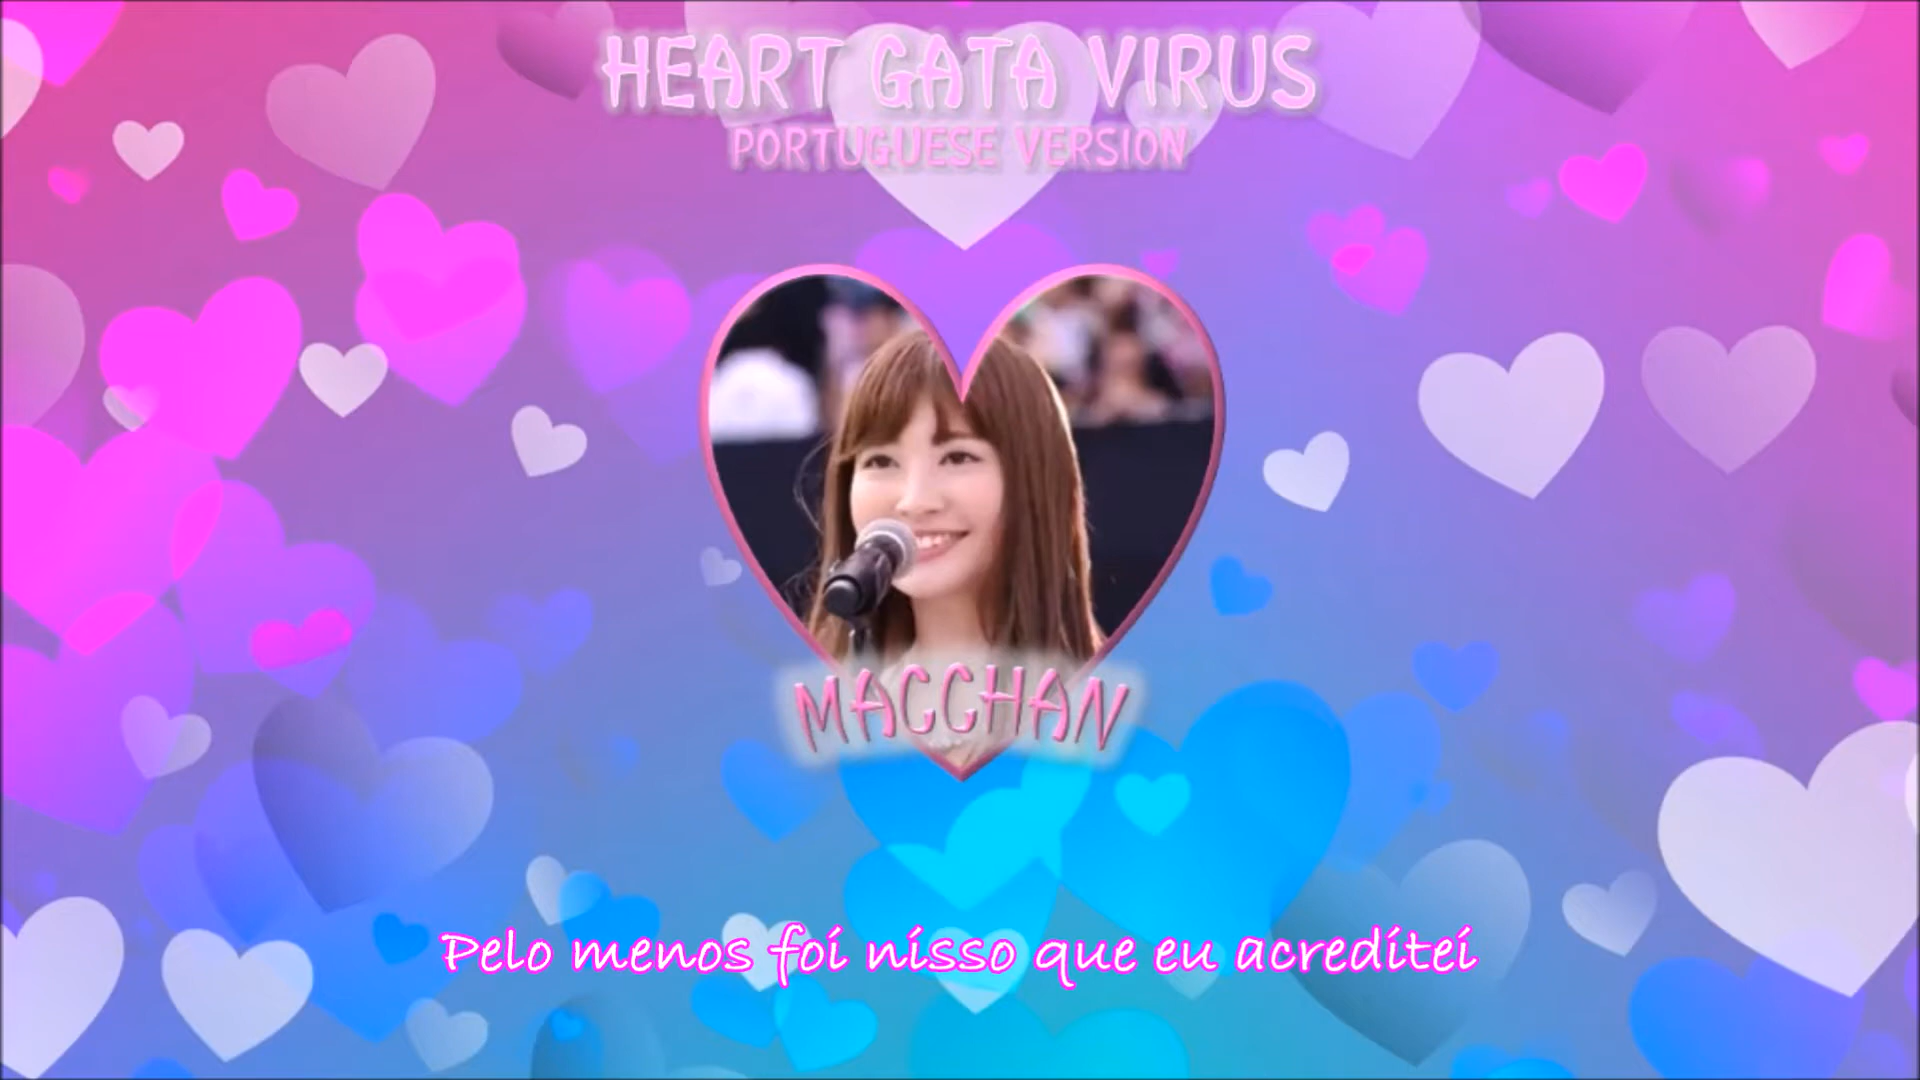 HEART GATA VIRUS
PORTUGUESE VERSION
MACCHAN
Pelo menos foi nisso que eu acreditei